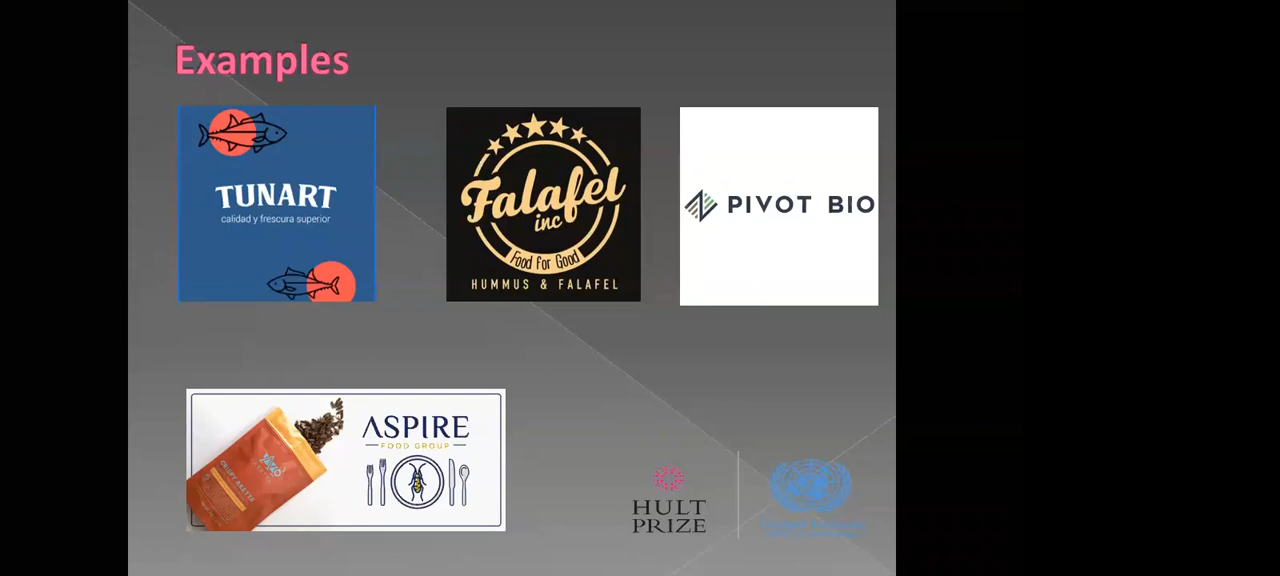 Examples
TUNART
calidad y frescura superior
Falafel
inc
Food for Good
HUMMUS & FALAFEL
PIVOT BIO
ASPIRE
FOOD GROUP
HULT
PRIZE